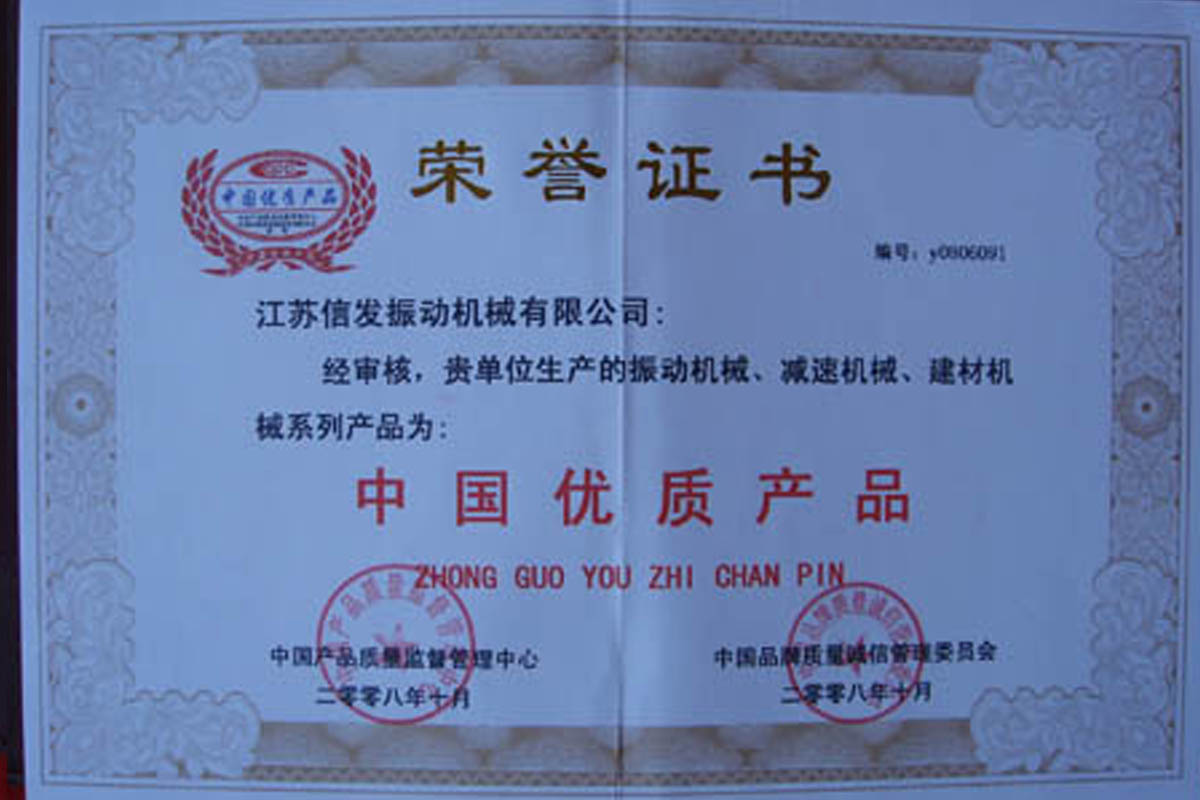 荣誉证书
中国优质产品
编号：y0806091
江苏信发振动机械有限公司：
经审核，贵单位生产的振动机械、减速机械、建材机
械系列产品为：
中国优质产品
ZHONG GUO YOU ZHI CHAN PIN
中国产品质量监督管理中心
二零零八年十月
中国品牌质量诚信管理委员会
二零零八年十月